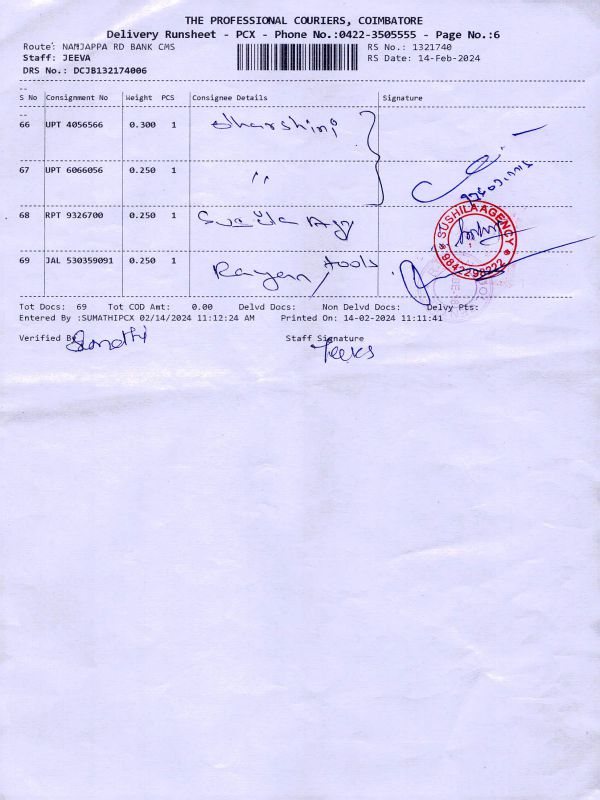 THE PROFESSIONAL COURIERS, COIMBATORE
Delivery Runsheet - PCX - Phone No.:0422-3505555 - Page No.:6
Route: NANJAPPA RD BANK CMS RS No.: 1321740
Staff: JEEVA RS Date: 14-Feb-2024
DRS No.: DCJB132174006
S No Consignment No Weight PCS Consignee Details Signature
66 UPT 4056566 0.300 1 dharshini
67 UPT 6066056 0.250 1 "
68 RPT 9326700 0.250 1 Agy
SUSHILA AGENCY
69 JAL 530359091 0.250 1 Rayan tools
Tot Docs: 69 Tot COD Amt: 0.00 Delvd Docs: Non Delvd Docs: Delvy Pts:
Entered By :SUMATHIPCX 02/14/2024 11:12:24 AM Printed On: 14-02-2024 11:11:41
Verified By Staff Signature